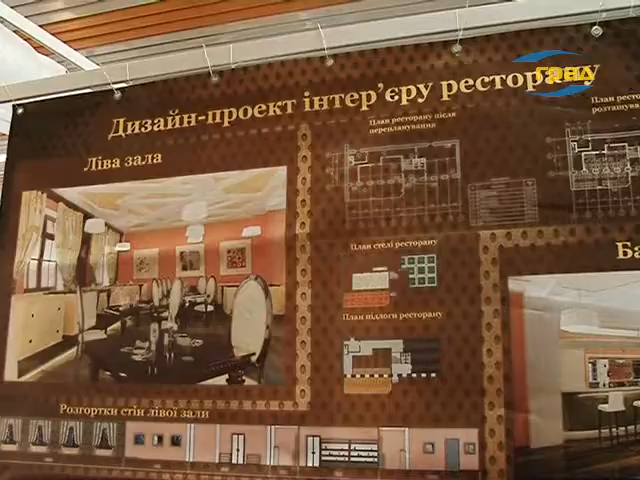 ГРАД
Дизайн-проект інтер'єру ресторану
Ліва зала
План ресторану після
перепланування
План ресто
розташува
План стелі ресторану
Ба
План підлоги ресторану
Розгортки стін лівої зали